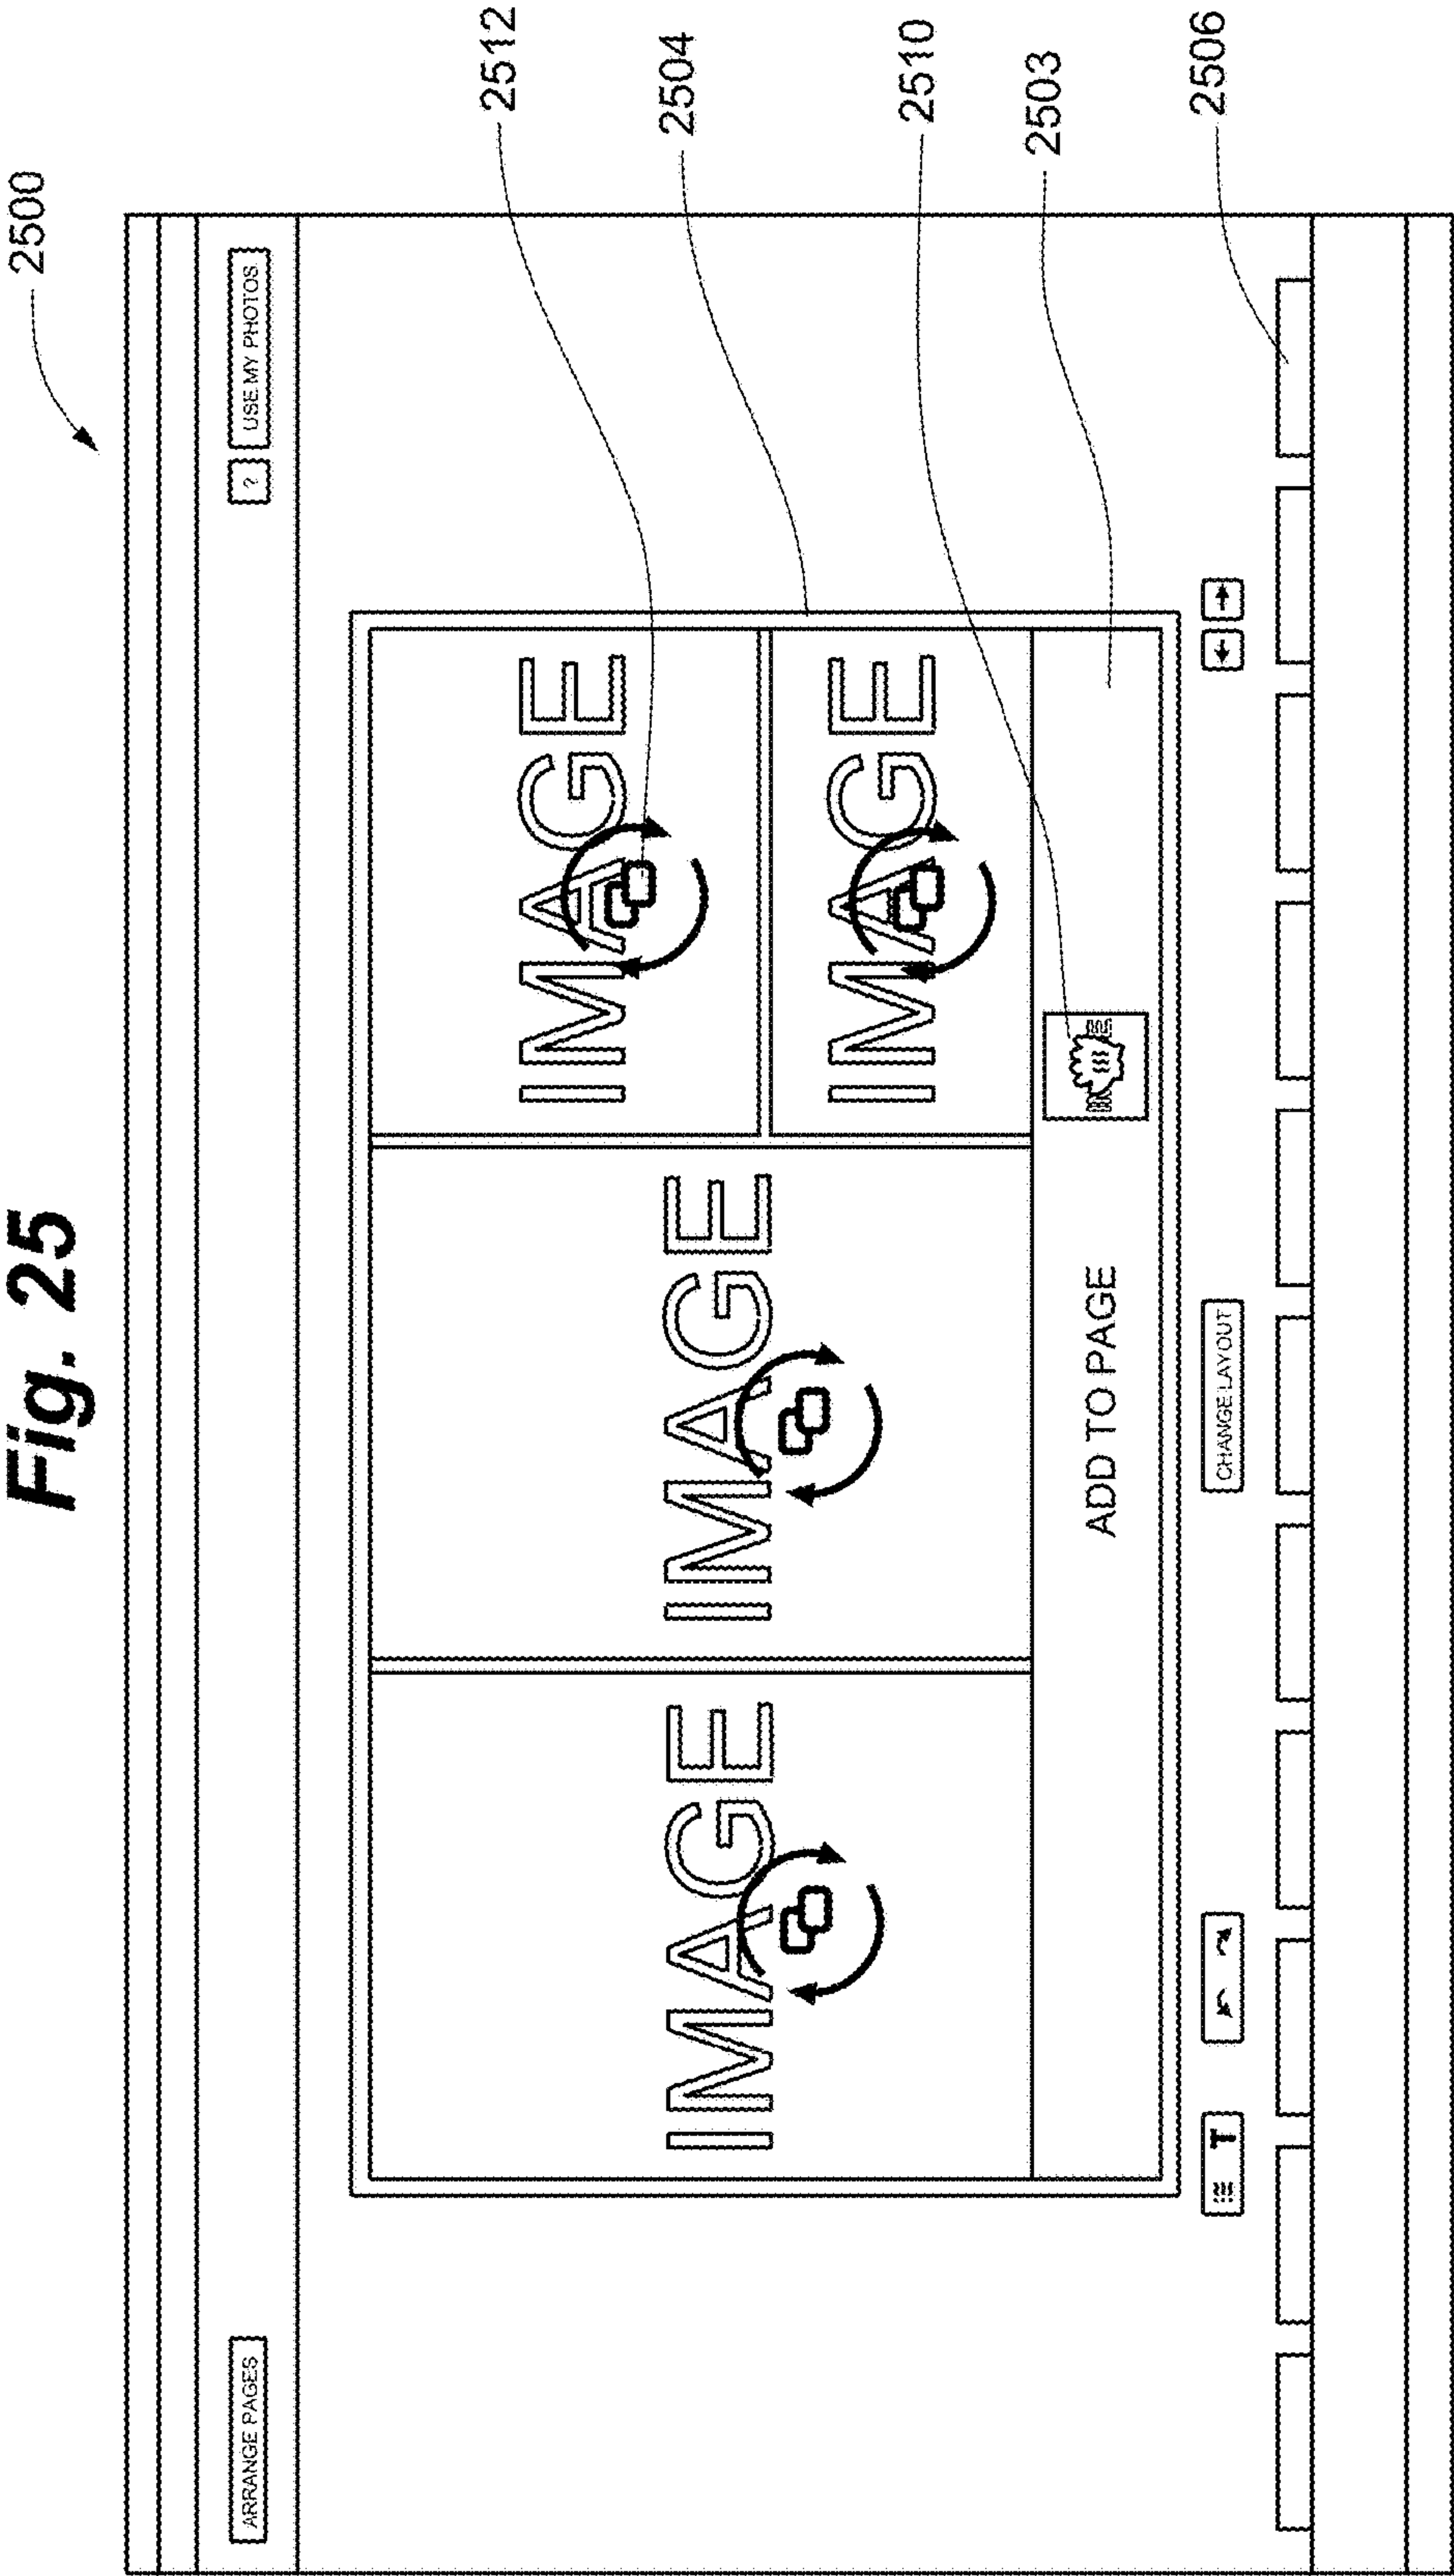 Fig. 25
2500
ARRANGE PAGES
?
USE MY PHOTOS
2512
IMAGE
IMAGE
IMAGE
IMAGE
2504
2510
ADD TO PAGE
2503
T
CHANGE LAYOUT
2506